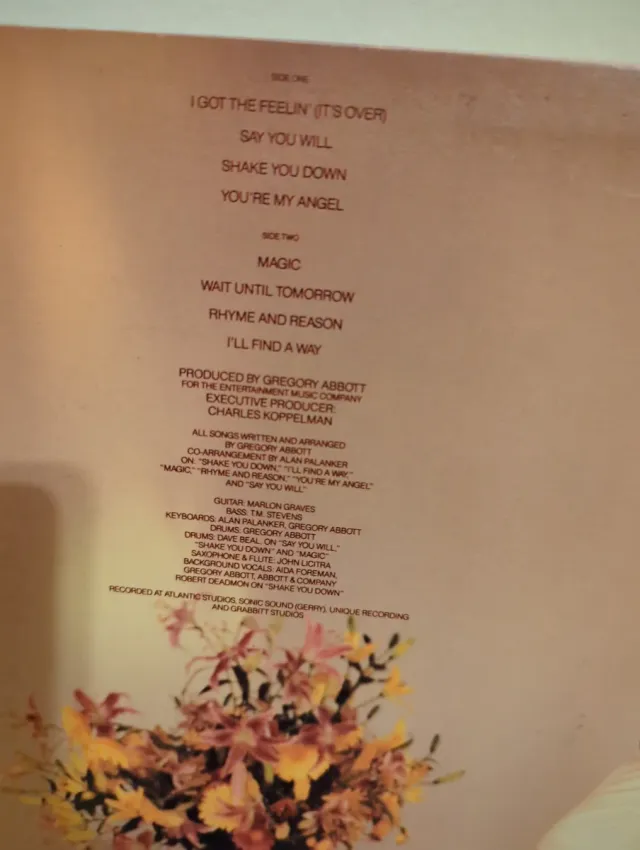 SIDE ONE
I GOT THE FEELIN' (IT'S OVER)
SAY YOU WILL
SHAKE YOU DOWN
YOU'RE MY ANGEL
SIDE TWO
MAGIC
WAIT UNTIL TOMORROW
RHYME AND REASON
I'LL FIND A WAY
PRODUCED BY GREGORY ABBOTT
FOR THE ENTERTAINMENT MUSIC COMPANY
EXECUTIVE PRODUCER:
CHARLES KOPPELMAN
ALL SONGS WRITTEN AND ARRANGED
BY GREGORY ABBOTT
CO-ARRANGEMENT BY ALAN PALANKER
ON: "SHAKE YOU DOWN," "I'LL FIND A WAY,"
"MAGIC," "RHYME AND REASON," "YOU'RE MY ANGEL"
AND "SAY YOU WILL"
GUITAR: MARLON GRAVES
BASS: T.M. STEVENS
KEYBOARDS: ALAN PALANKER, GREGORY ABBOTT
DRUMS: GREGORY ABBOTT
DRUMS: DAVE BEAL ON "SAY YOU WILL,"
"SHAKE YOU DOWN" AND "MAGIC"
SAXOPHONE & FLUTE: JOHN LICITRA
BACKGROUND VOCALS: AIDA FOREMAN,
GREGORY ABBOTT, ABBOTT & COMPANY
ROBERT DEADMON ON "SHAKE YOU DOWN"
RECORDED AT ATLANTIC STUDIOS, SONIC SOUND (GERRY), UNIQUE RECORDING
AND GRABBITT STUDIOS